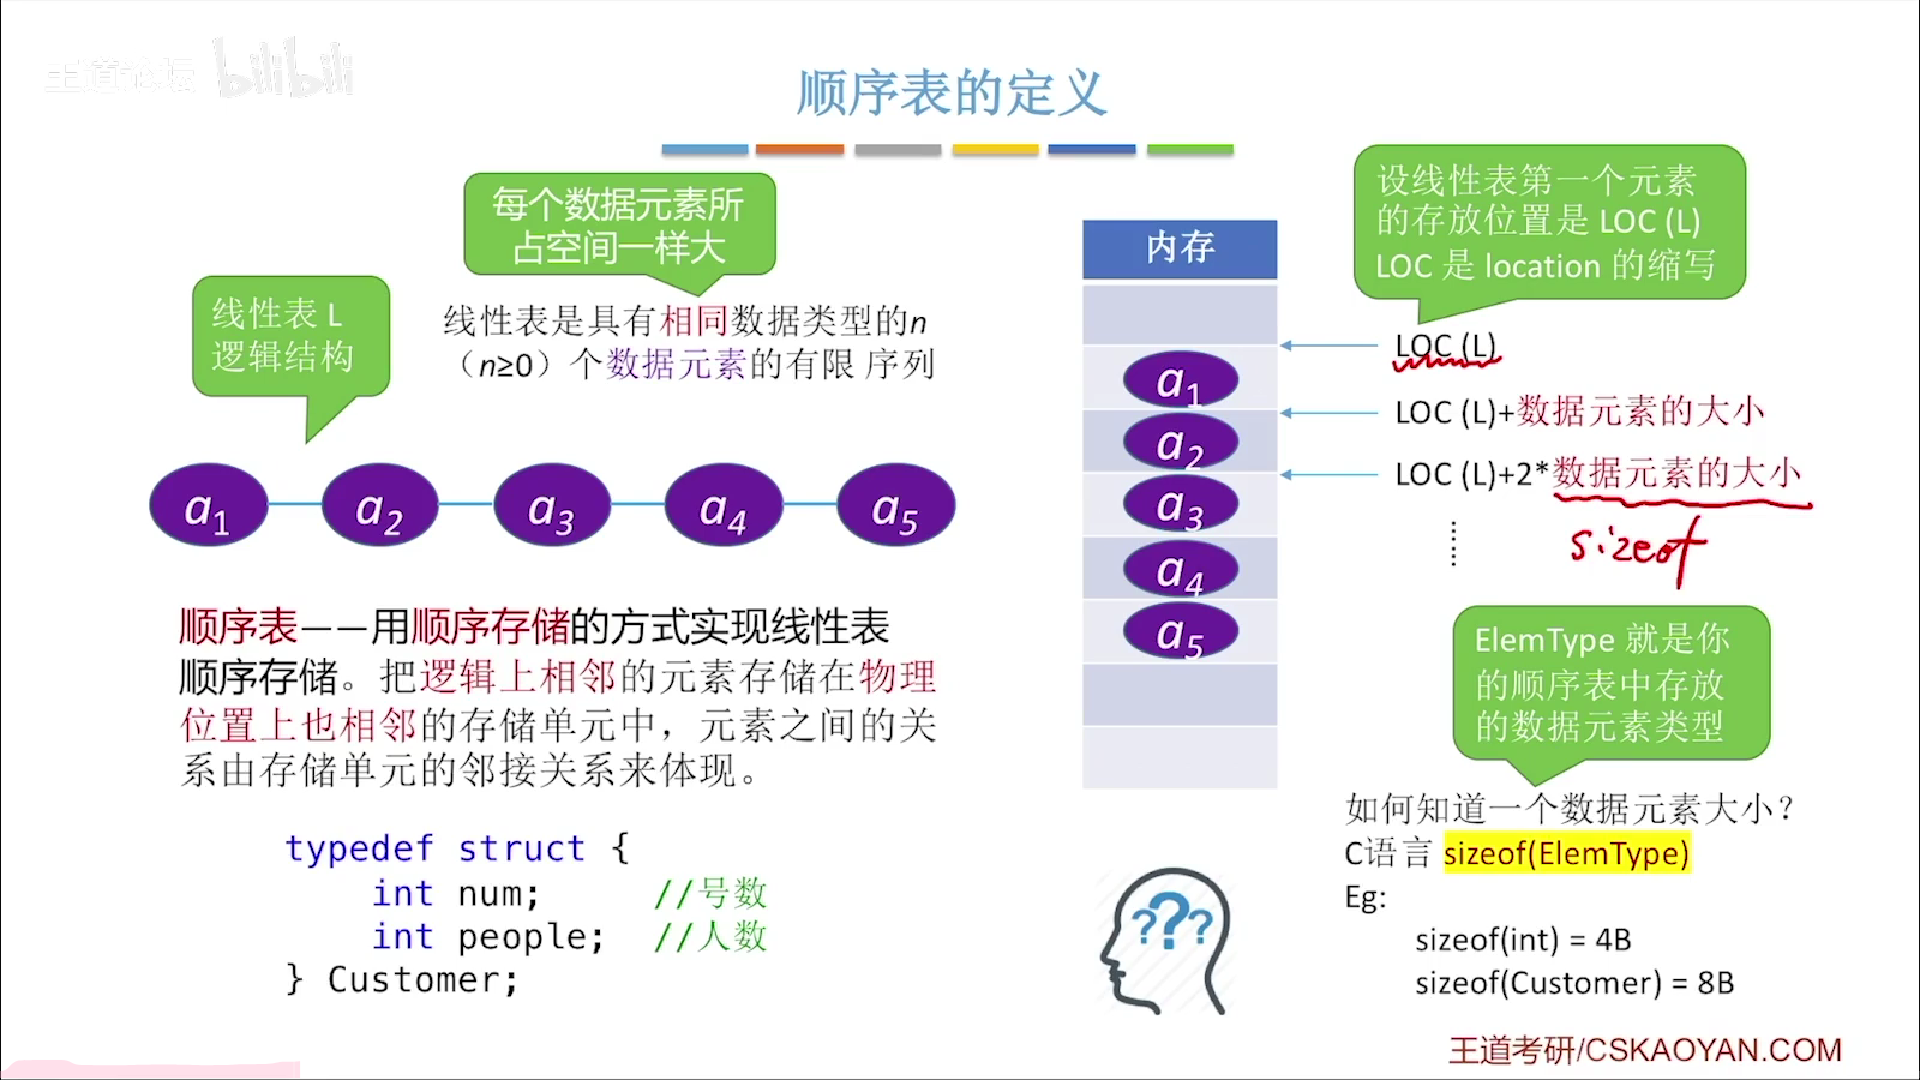 王道论坛 bilibili
顺序表的定义
每个数据元素所
占空间一样大
线性表 L
逻辑结构
线性表是具有相同数据类型的n
（n≥0）个数据元素的有限 序列
a1 a2 a3 a4 a5
顺序表——用顺序存储的方式实现线性表
顺序存储。把逻辑上相邻的元素存储在物理
位置上也相邻的存储单元中，元素之间的关
系由存储单元的邻接关系来体现。
typedef struct {
int num; //号数
int people; //人数
} Customer;
内存
a1
a2
a3
a4
a5
设线性表第一个元素
的存放位置是 LOC (L)
LOC 是 location 的缩写
LOC (L)
LOC (L)+数据元素的大小
LOC (L)+2*数据元素的大小
sizeof
ElemType 就是你
的顺序表中存放
的数据元素类型
如何知道一个数据元素大小？
C语言 sizeof(ElemType)
Eg:
sizeof(int) = 4B
sizeof(Customer) = 8B
???
王道考研/CSKAOYAN.COM